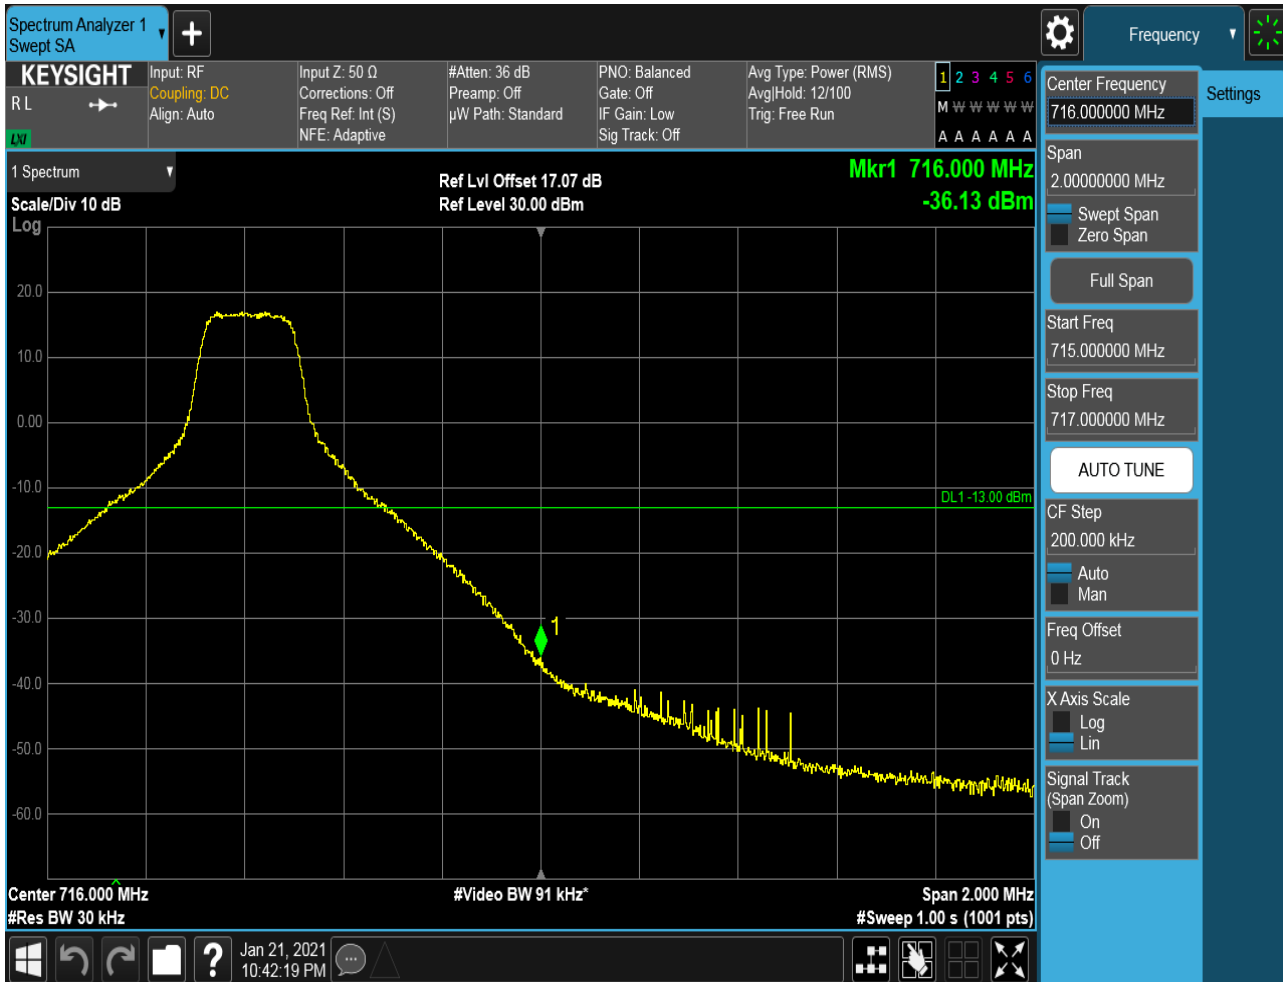 Spectrum Analyzer 1
Swept SA
+
Frequency
KEYSIGHT
R L
LXI
Input: RF
Coupling: DC
Align: Auto
Input Z: 50 Ω
Corrections: Off
Freq Ref: Int (S)
NFE: Adaptive
#Atten: 36 dB
Preamp: Off
µW Path: Standard
PNO: Balanced
Gate: Off
IF Gain: Low
Sig Track: Off
Avg Type: Power (RMS)
Avg|Hold: 12/100
Trig: Free Run
1 2 3 4 5 6
M W W W W W
A A A A A A
1 Spectrum
Scale/Div 10 dB
Log
Ref Lvl Offset 17.07 dB
Ref Level 30.00 dBm
Mkr1 716.000 MHz
-36.13 dBm
20.0
10.0
0.00
-10.0
DL1 -13.00 dBm
-20.0
-30.0
1
-40.0
-50.0
-60.0
Center 716.000 MHz
#Res BW 30 kHz
#Video BW 91 kHz*
Span 2.000 MHz
#Sweep 1.00 s (1001 pts)
?
Jan 21, 2021
10:42:19 PM
Center Frequency
716.000000 MHz
Settings
Span
2.00000000 MHz
Swept Span
Zero Span
Full Span
Start Freq
715.000000 MHz
Stop Freq
717.000000 MHz
AUTO TUNE
CF Step
200.000 kHz
Auto
Man
Freq Offset
0 Hz
X Axis Scale
Log
Lin
Signal Track
(Span Zoom)
On
Off